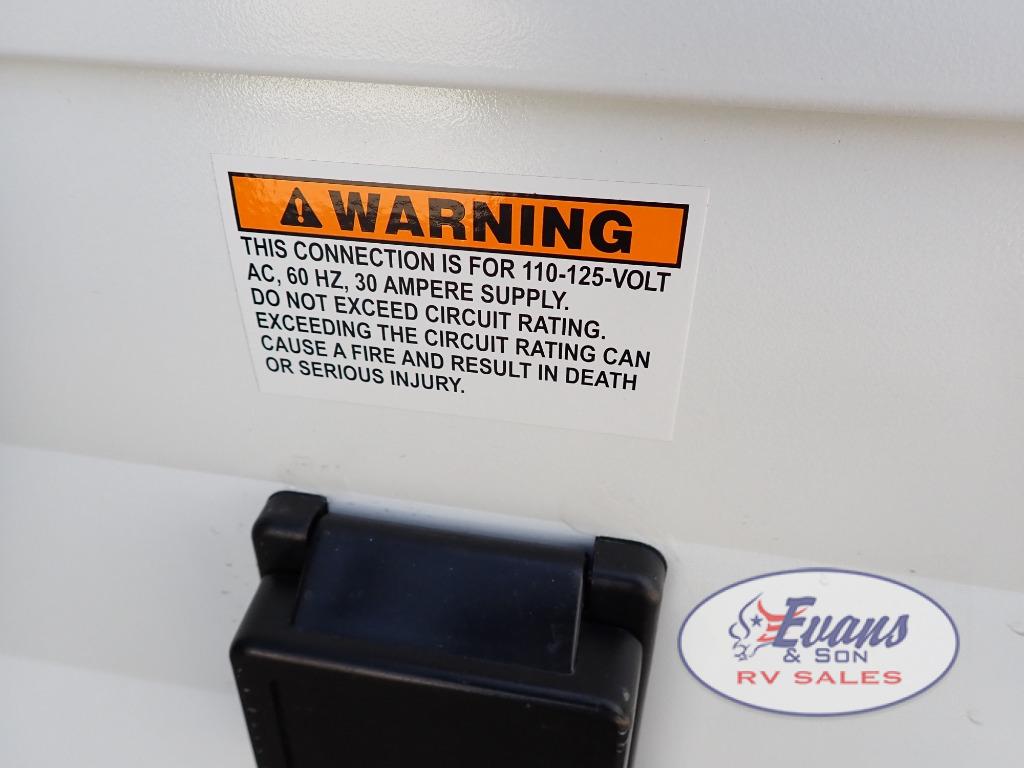 WARNING
THIS CONNECTION IS FOR 110-125-VOLT
AC, 60 HZ, 30 AMPERE SUPPLY.
DO NOT EXCEED CIRCUIT RATING.
EXCEEDING THE CIRCUIT RATING CAN
CAUSE A FIRE AND RESULT IN DEATH
OR SERIOUS INJURY.
Evans
& SON
RV SALES